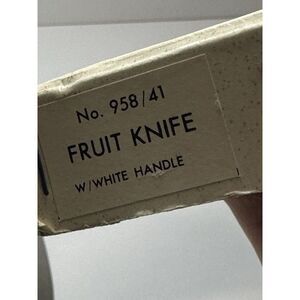 No. 958/41
FRUIT KNIFE
W/WHITE HANDLE